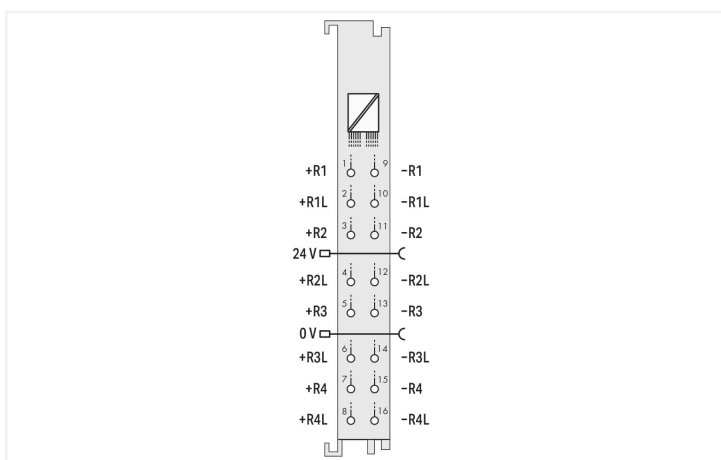 +R1 1 9 -R1
+R1L 2 10 -R1L
+R2 3 11 -R2
24 V
+R2L 4 12 -R2L
+R3 5 13 -R3
0 V
+R3L 6 14 -R3L
+R4 7 15 -R4
+R4L 8 16 -R4L